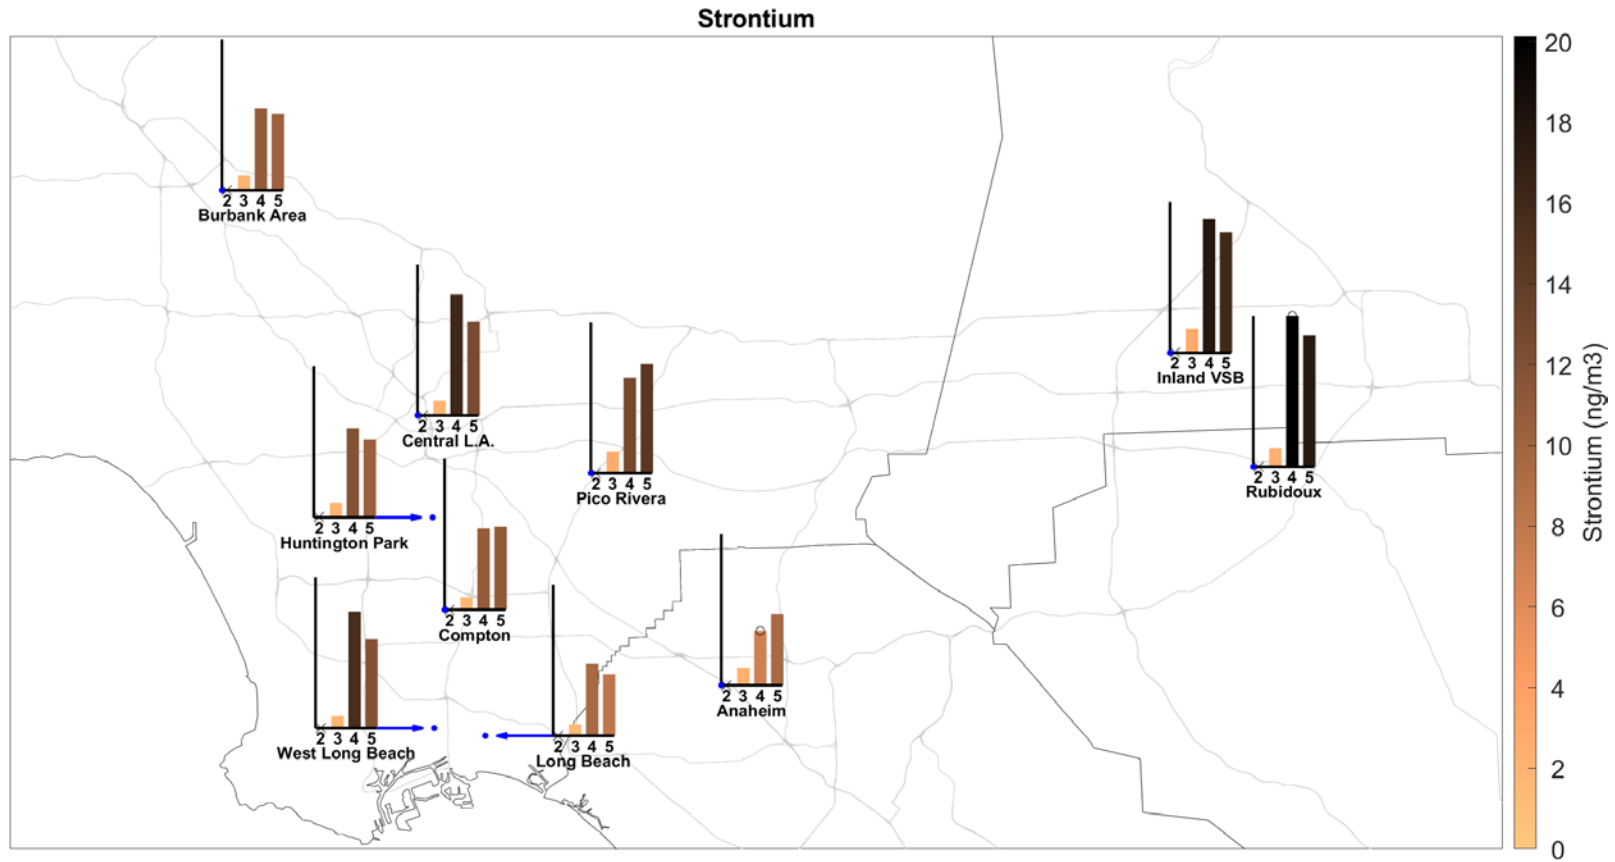 Strontium
2 3 4 5
Burbank Area
2 3 4 5
Inland VSB
2 3 4 5
Central L.A.
2 3 4 5
Pico Rivera
2 3 4 5
Rubidoux
2 3 4 5
Huntington Park
2 3 4 5
Compton
2 3 4 5
Anaheim
2 3 4 5
West Long Beach
2 3 4 5
Long Beach
20
18
16
14
12
10
8
6
4
2
0
Strontium (ng/m3)